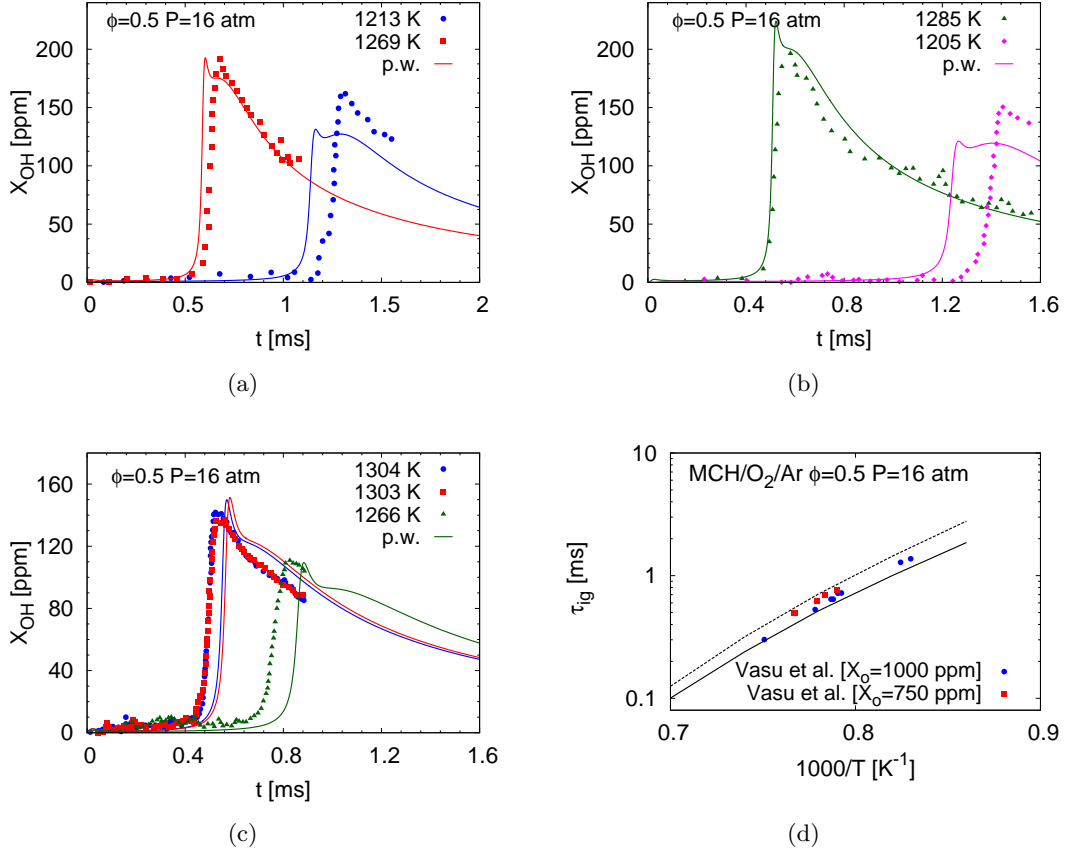 ϕ=0.5 P=16 atm
1213 K
1269 K
p.w.
X_OH [ppm]
200
150
100
50
0
0 0.5 1 1.5 2
t [ms]
(a)
ϕ=0.5 P=16 atm
1285 K
1205 K
p.w.
X_OH [ppm]
200
150
100
50
0
0 0.4 0.8 1.2 1.6
t [ms]
(b)
ϕ=0.5 P=16 atm
1304 K
1303 K
1266 K
p.w.
X_OH [ppm]
160
120
80
40
0
0 0.4 0.8 1.2 1.6
t [ms]
(c)
MCH/O₂/Ar ϕ=0.5 P=16 atm
τ_ig [ms]
10
1
0.1
Vasu et al. [Xₒ=1000 ppm]
Vasu et al. [Xₒ=750 ppm]
0.7 0.8 0.9
1000/T [K⁻¹]
(d)